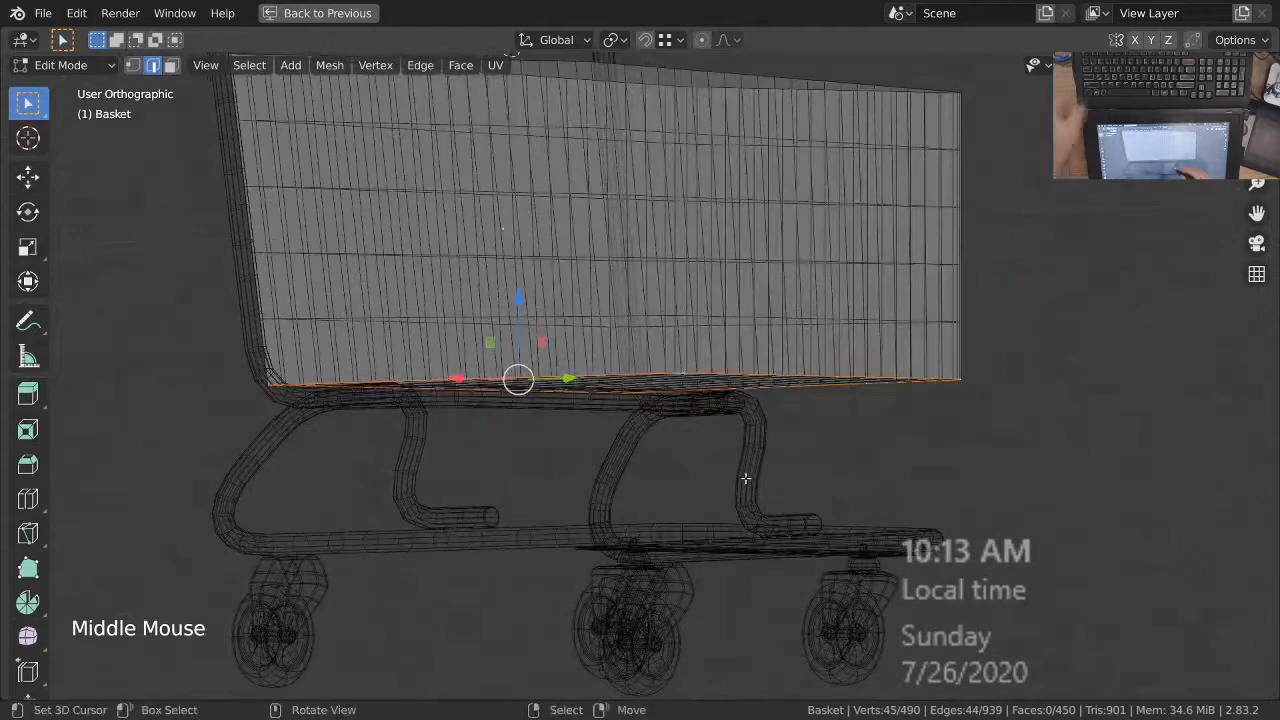 File Edit Render Window Help Back to Previous Scene View Layer
Global Options
Edit Mode View Select Add Mesh Vertex Edge Face UV
X Y Z
User Orthographic
(1) Basket
10:13 AM
Local time
Sunday
7/26/2020
Middle Mouse
Set 3D Cursor Box Select Rotate View Select Move Basket | Verts:45/490 | Edges:44/939 | Faces:0/450 | Tris:901 | Mem: 34.6 MiB | 2.83.2